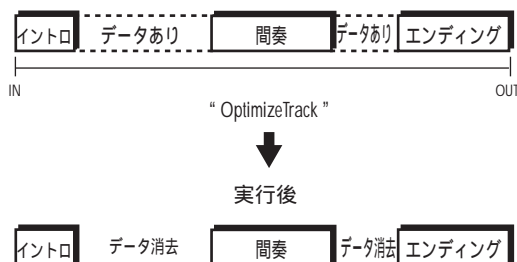 イントロ データあり 間奏 データあり エンディング
IN OUT
“ OptimizeTrack ”
実行後
イントロ データ消去 間奏 データ消去 エンディング